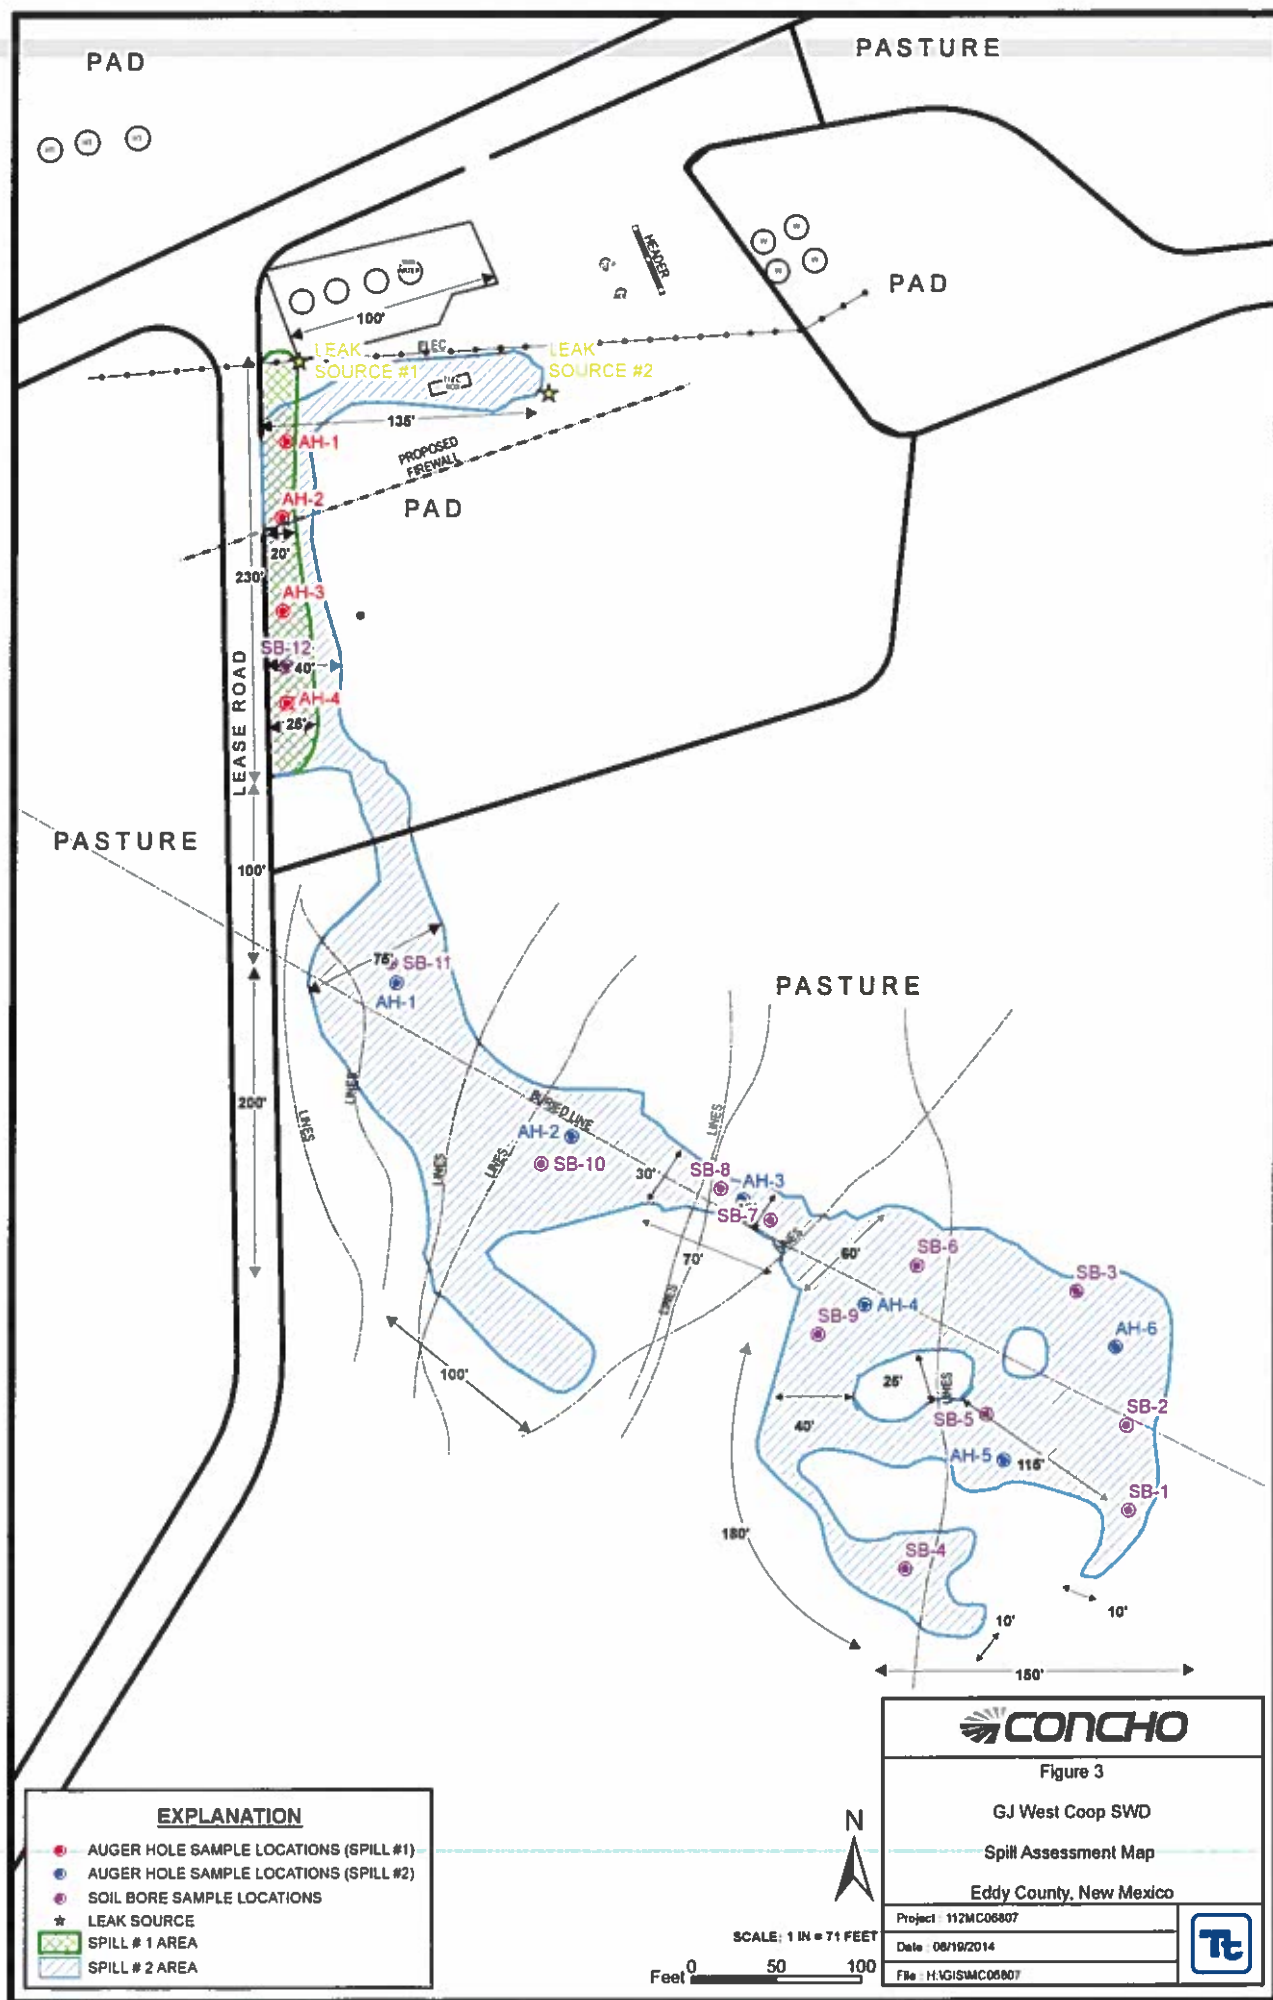 PAD
PASTURE
HEADER
PAD
100'
ELEC
LEAK
SOURCE #1
LEAK
SOURCE #2
135'
AH-1
PROPOSED
FIREWALL
AH-2
PAD
20'
230'
AH-3
SB-12
40'
AH-4
25'
LEASE ROAD
PASTURE
100'
75'
SB-11
AH-1
PASTURE
200'
LINES
LINES
LINES
LINES
BURIED LINE
AH-2
SB-10
30'
LINES
SB-8
AH-3
SB-7
LINES
70'
LINES
60'
SB-6
SB-3
AH-4
SB-9
AH-6
100'
25'
LINES
SB-5
SB-2
40'
AH-5
115'
SB-1
180'
SB-4
10'
10'
150'
CONCHO
Figure 3
GJ West Coop SWD
Spill Assessment Map
Eddy County, New Mexico
Project : 112MC05807
Date : 08/19/2014
File : H:\GIS\MC05807
Tt
EXPLANATION
AUGER HOLE SAMPLE LOCATIONS (SPILL #1)
AUGER HOLE SAMPLE LOCATIONS (SPILL #2)
SOIL BORE SAMPLE LOCATIONS
LEAK SOURCE
SPILL # 1 AREA
SPILL # 2 AREA
N
SCALE: 1 IN = 71 FEET
Feet 0 50 100